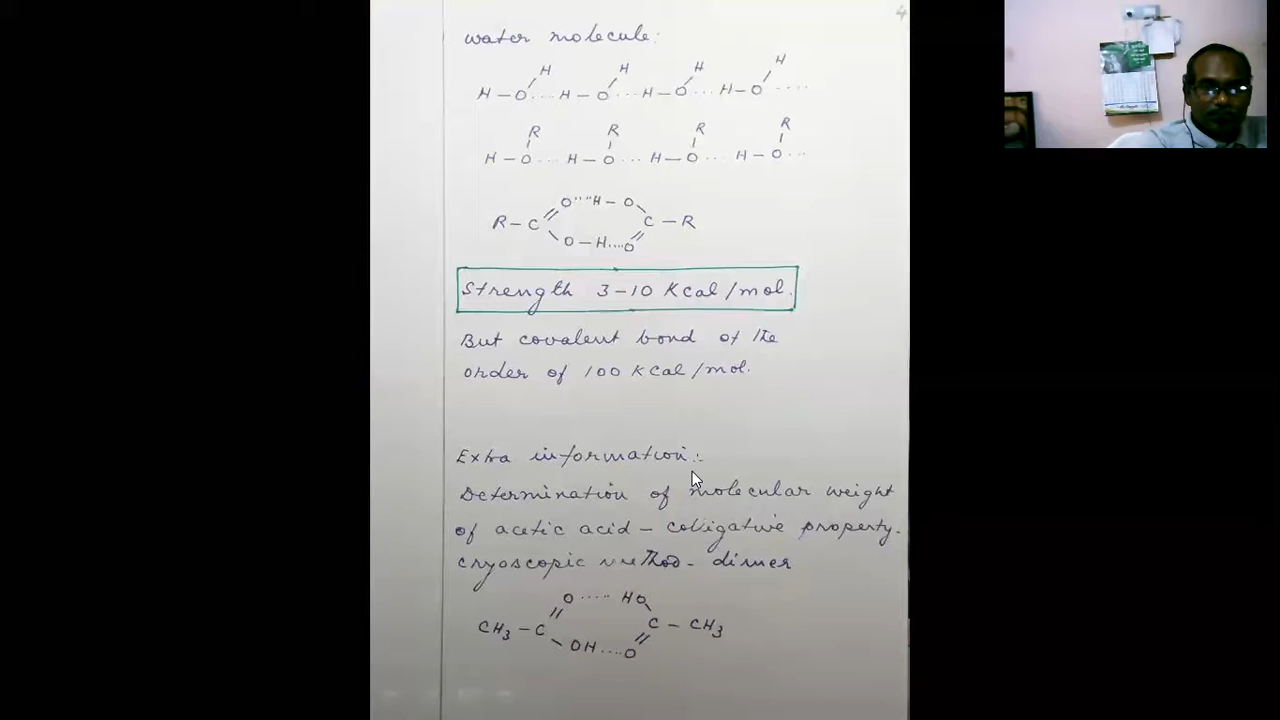 4
water molecule:
H H H H
H–O····H–O····H–O····H–O····
R R R R
H–O····H–O····H–O····H–O···
O····H–O
R–C C–R
O–H····O
Strength 3–10 Kcal/mol.
But covalent bond of the
order of 100 Kcal/mol.
Extra information:
Determination of molecular weight
of acetic acid – colligative property.
cryoscopic method – dimer
O····· HO
CH3–C C–CH3
OH····O